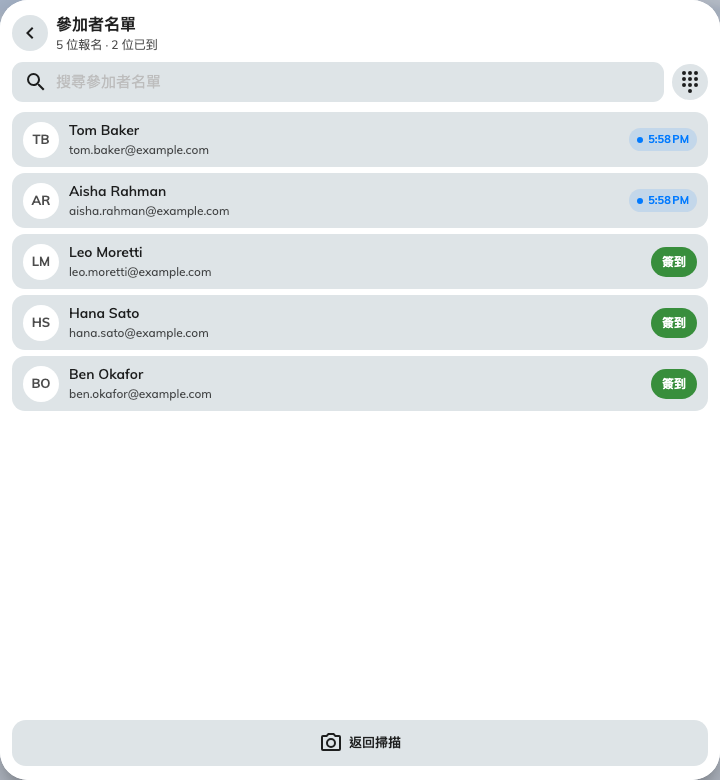 參加者名單
5 位報名 · 2 位已到
搜尋參加者名單
TB
Tom Baker
tom.baker@example.com
5:58 PM
AR
Aisha Rahman
aisha.rahman@example.com
5:58 PM
LM
Leo Moretti
leo.moretti@example.com
簽到
HS
Hana Sato
hana.sato@example.com
簽到
BO
Ben Okafor
ben.okafor@example.com
簽到
返回掃描